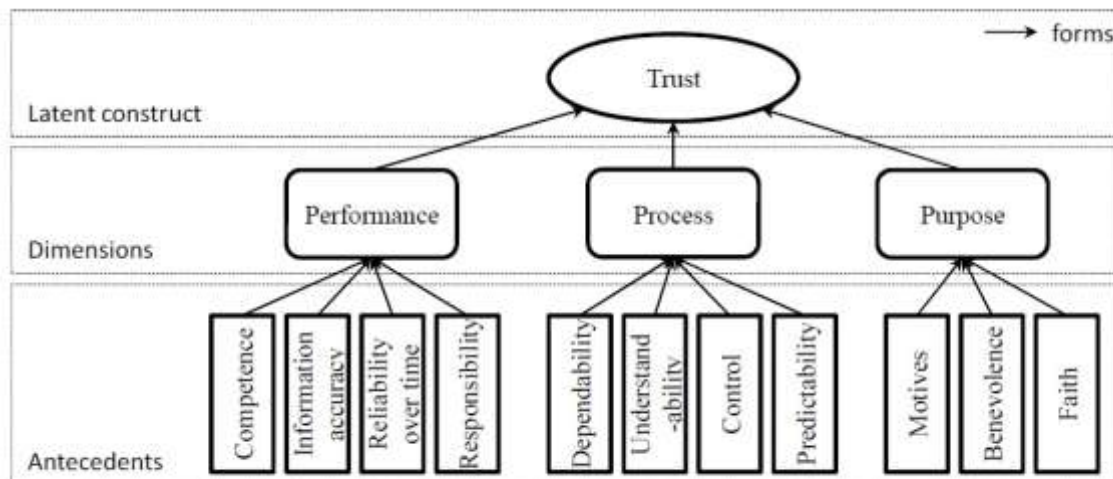 forms
Trust
Latent construct
Performance
Process
Purpose
Dimensions
Competence
Information
accuracy
Reliability
over time
Responsibility
Dependability
Understand
-ability
Control
Predictability
Motives
Benevolence
Faith
Antecedents